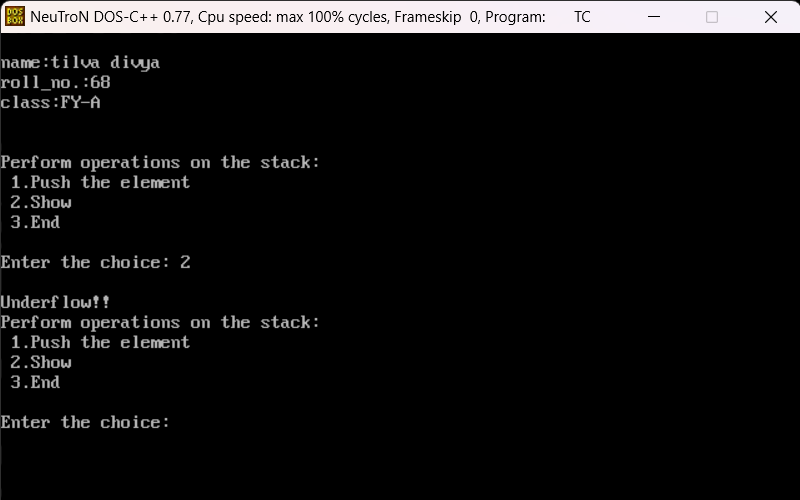 DOS BOX
NeuTroN DOS-C++ 0.77, Cpu speed: max 100% cycles, Frameskip  0, Program:       TC
name:tilva divya
roll_no.:68
class:FY-A
Perform operations on the stack:
 1.Push the element
 2.Show
 3.End
Enter the choice: 2
Underflow!!
Perform operations on the stack:
 1.Push the element
 2.Show
 3.End
Enter the choice: